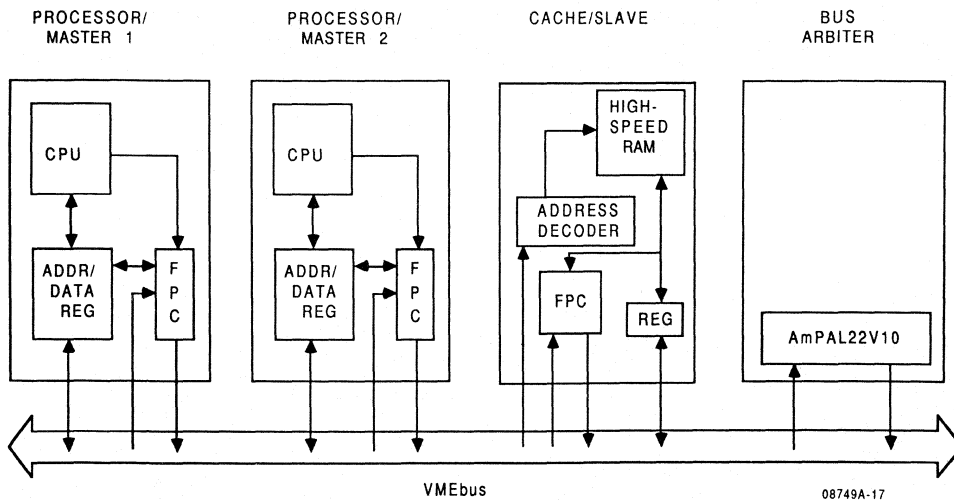 PROCESSOR/
MASTER 1
PROCESSOR/
MASTER 2
CACHE/SLAVE
BUS
ARBITER
CPU
ADDR/
DATA
REG
F
P
C
CPU
ADDR/
DATA
REG
F
P
C
HIGH-
SPEED
RAM
ADDRESS
DECODER
FPC
REG
AmPAL22V10
VMEbus
08749A-17